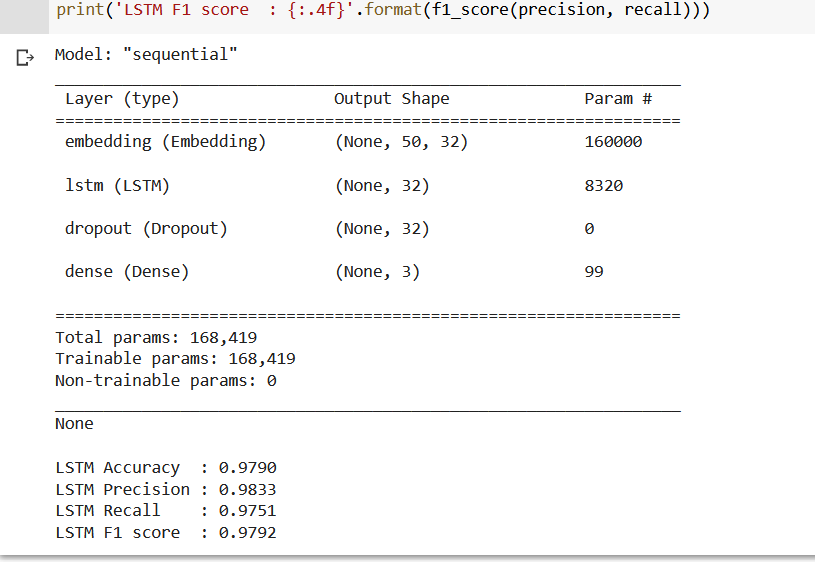 print('LSTM F1 score  : {:.4f}'.format(f1_score(precision, recall)))
Model: "sequential"
_________________________________________________________________
Layer (type)                Output Shape              Param #
=================================================================
embedding (Embedding)       (None, 50, 32)            160000
lstm (LSTM)                 (None, 32)                8320
dropout (Dropout)           (None, 32)                0
dense (Dense)               (None, 3)                 99
=================================================================
Total params: 168,419
Trainable params: 168,419
Non-trainable params: 0
_________________________________________________________________
None
LSTM Accuracy  : 0.9790
LSTM Precision : 0.9833
LSTM Recall    : 0.9751
LSTM F1 score  : 0.9792